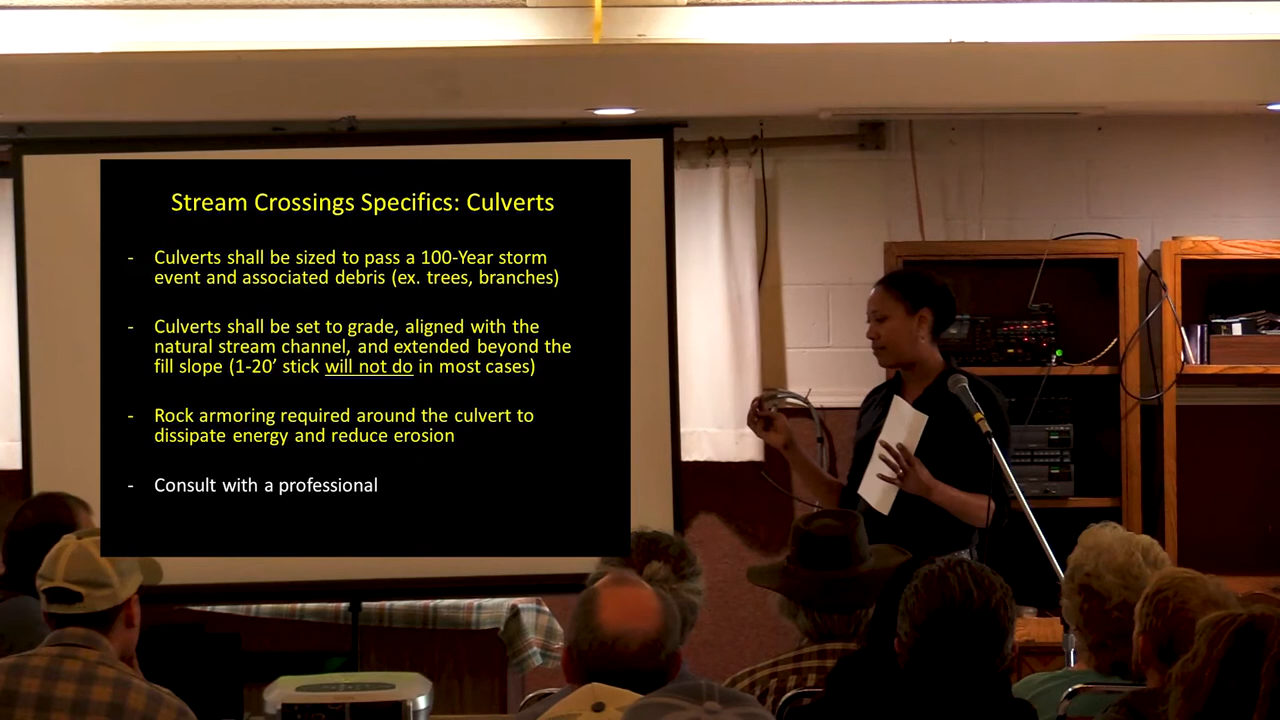 Stream Crossings Specifics: Culverts
- Culverts shall be sized to pass a 100-Year storm
event and associated debris (ex. trees, branches)
- Culverts shall be set to grade, aligned with the
natural stream channel, and extended beyond the
fill slope (1-20’ stick will not do in most cases)
- Rock armoring required around the culvert to
dissipate energy and reduce erosion
- Consult with a professional